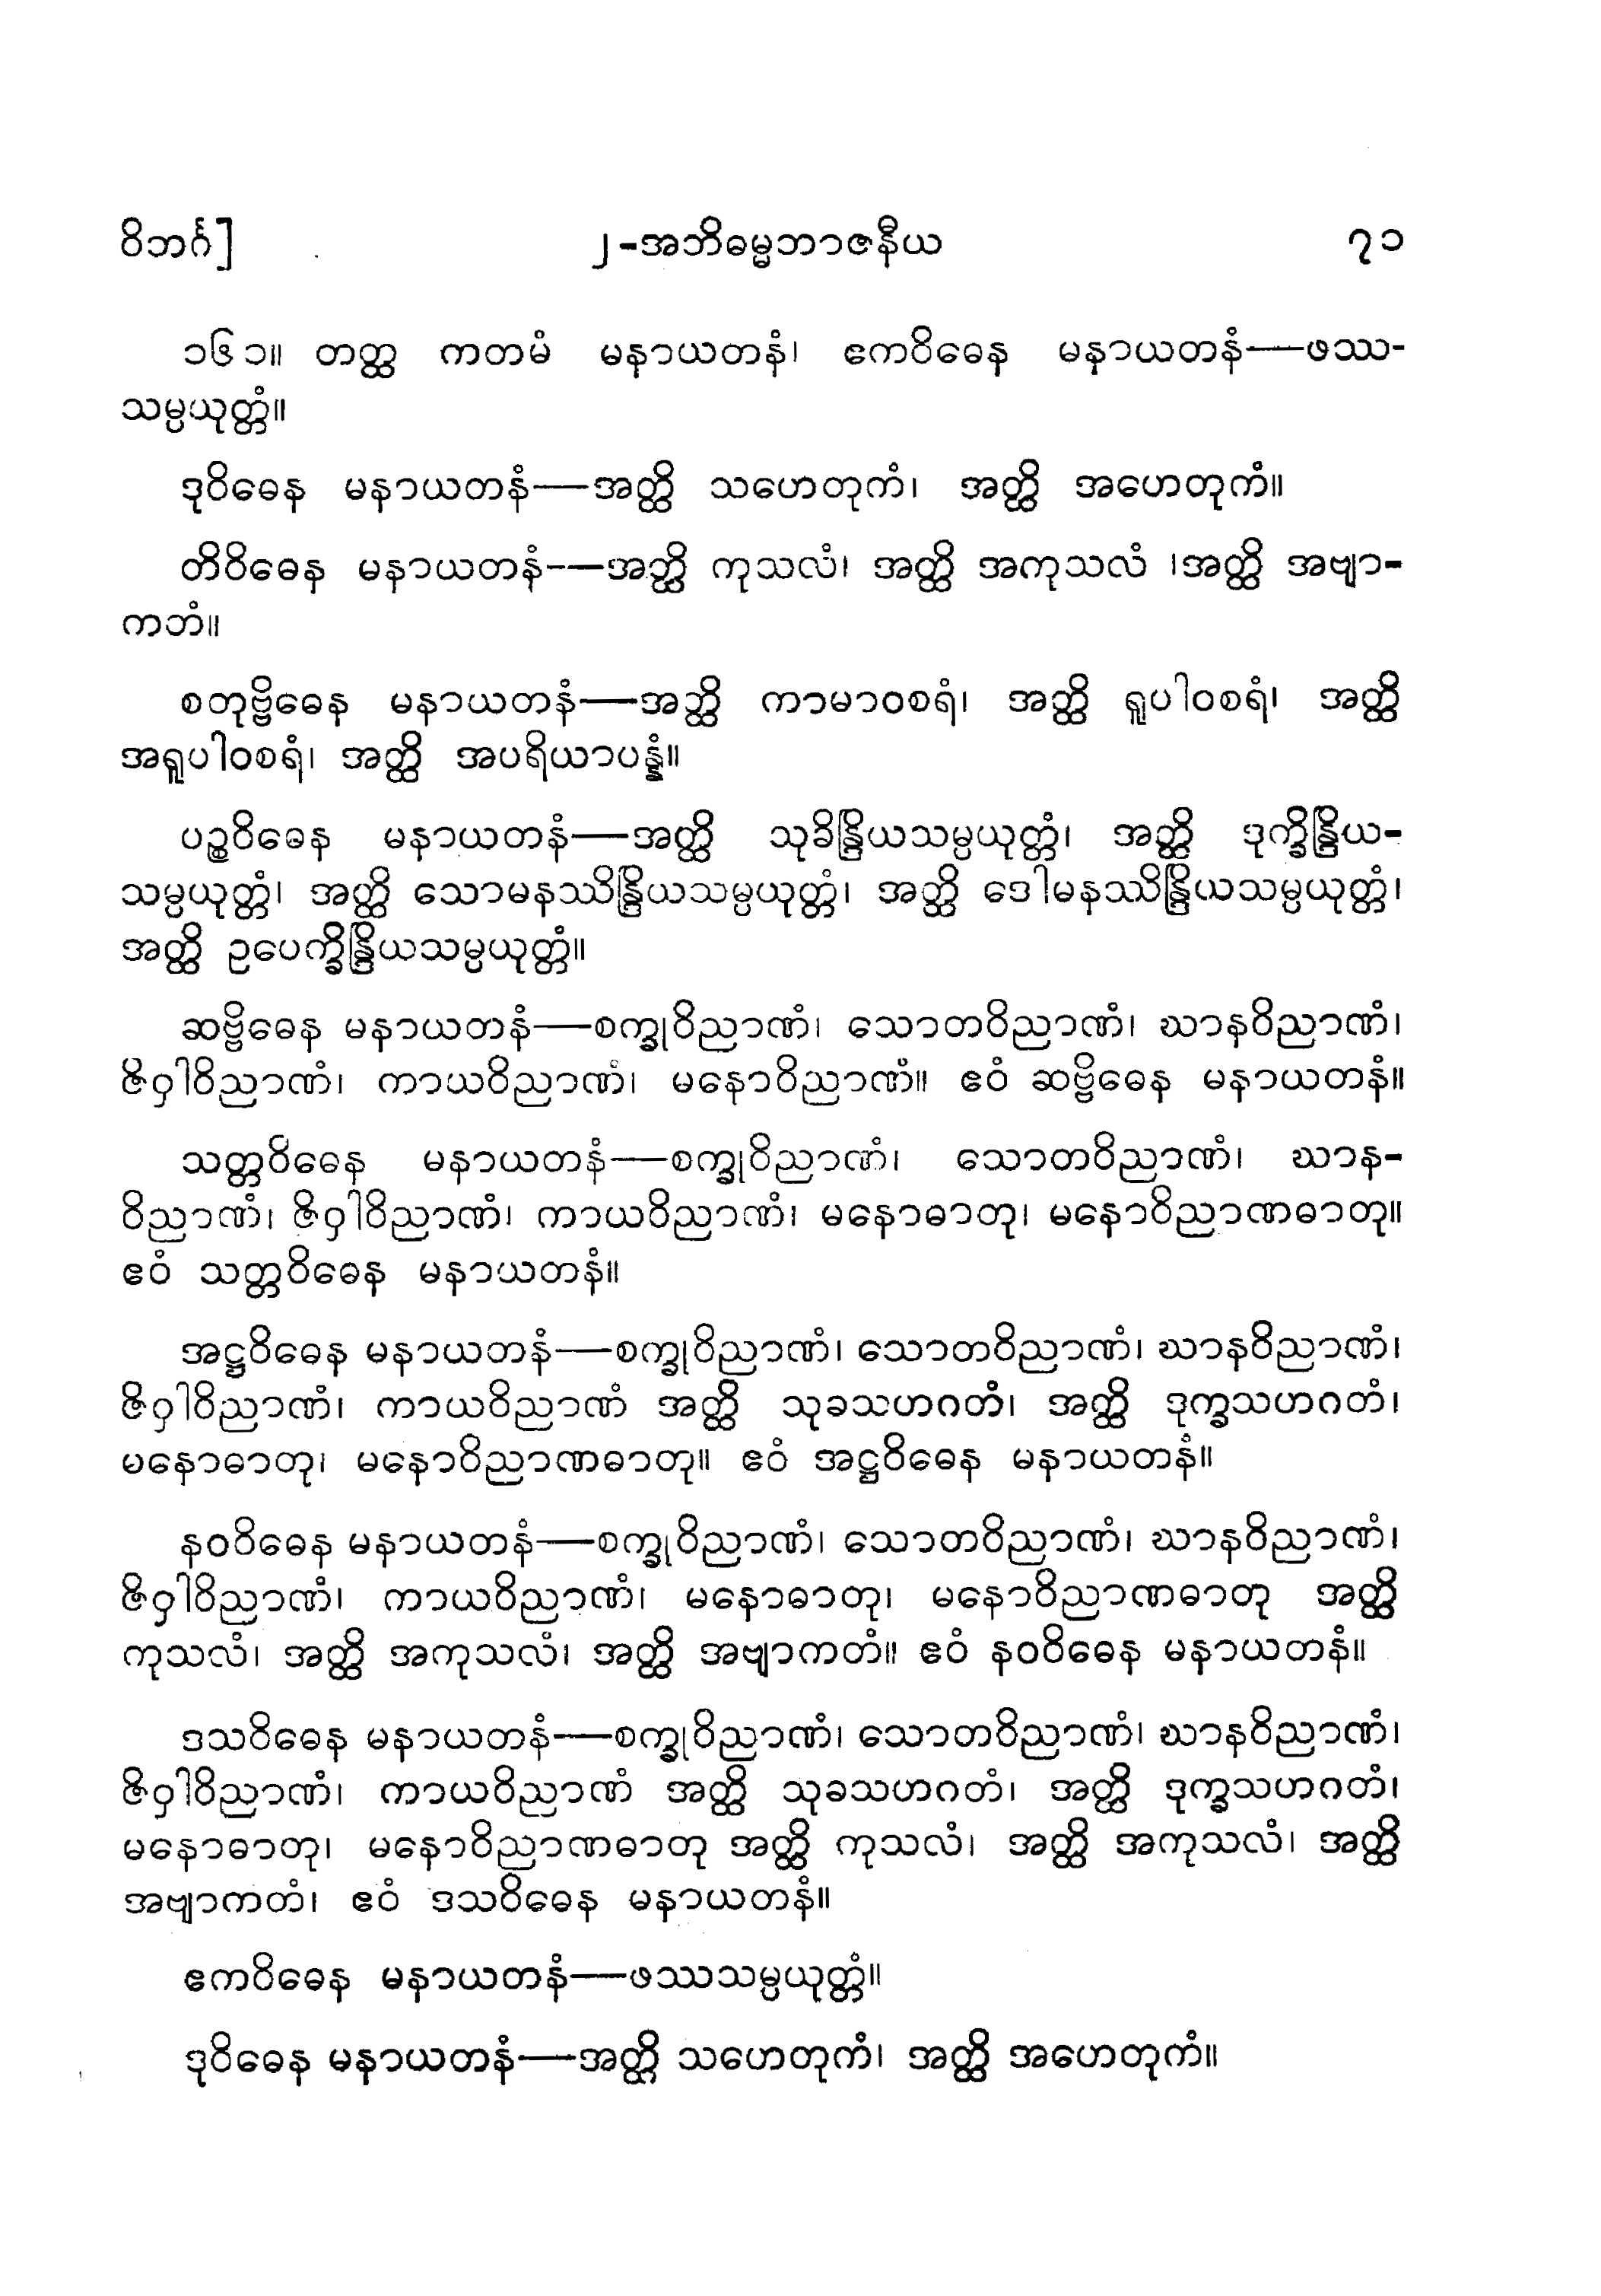 ဝိဘင်္ဂ]
၂-အဘိဓမ္မဘာဇနီယ
၇၁
၁၆၁။ တတ္ထ ကတမံ မနာယတနံ၊ ဧကဝိဓေန မနာယတနံ——ဖဿ-
သမ္ပယုတ္တံ။
ဒုဝိဓေန မနာယတနံ——အတ္ထိ သဟေတုကံ၊ အတ္ထိ အဟေတုကံ။
တိဝိဓေန မနာယတနံ-—အတ္ထိ ကုသလံ၊ အတ္ထိ အကုသလံ ၊အတ္ထိ အဗျာ-
ကဘံ။
စတုဗ္ဗိဓေန မနာယတနံ——အတ္ထိ ကာမာဝစရံ၊ အတ္ထိ ရူပါဝစရံ၊ အတ္ထိ
အရူပါဝစရံ၊ အတ္ထိ အပရိယာပန္နံ။
ပဉ္စဝိဓေန မနာယတနံ——အတ္ထိ သုခိန္ဒြိယသမ္ပယုတ္တံ၊ အတ္ထိ ဒုက္ခိန္ဒြိယ-
သမ္ပယုတ္တံ၊ အတ္ထိ သောမနဿိန္ဒြိယသမ္ပယုတ္တံ၊ အတ္ထိ ဒေါမနဿိန္ဒြိယသမ္ပယုတ္တံ၊
အတ္ထိ ဥပေက္ခိန္ဒြိယသမ္ပယုတ္တံ။
ဆဗ္ဗိဓေန မနာယတနံ——စက္ခုဝိညာဏံ၊ သောတဝိညာဏံ၊ ဃာနဝိညာဏံ၊
ဇိဝှါဝိညာဏံ၊ ကာယဝိညာဏံ၊ မနောဝိညာဏံ။ ဧဝံ ဆဗ္ဗိဓေန မနာယတနံ။
သတ္တဝိဓေန မနာယတနံ——စက္ခုဝိညာဏံ၊ သောတဝိညာဏံ၊ ဃာန-
ဝိညာဏံ၊ ဇိဝှါဝိညာဏံ၊ ကာယဝိညာဏံ၊ မနောဓာတု၊ မနောဝိညာဏဓာတု။
ဧဝံ သတ္တဝိဓေန မနာယတနံ။
အဋ္ဌဝိဓေန မနာယတနံ——စက္ခုဝိညာဏံ၊ သောတဝိညာဏံ၊ ဃာနဝိညာဏံ၊
ဇိဝှါဝိညာဏံ၊ ကာယဝိညာဏံ အတ္ထိ သုခသဟဂတံ၊ အတ္ထိ ဒုက္ခသဟဂတံ၊
မနောဓာတု၊ မနောဝိညာဏဓာတု။ ဧဝံ အဋ္ဌဝိဓေန မနာယတနံ။
နဝဝိဓေန မနာယတနံ——စက္ခုဝိညာဏံ၊ သောတဝိညာဏံ၊ ဃာနဝိညာဏံ၊
ဇိဝှါဝိညာဏံ၊ ကာယဝိညာဏံ၊ မနောဓာတု၊ မနောဝိညာဏဓာတု အတ္ထိ
ကုသလံ၊ အတ္ထိ အကုသလံ၊ အတ္ထိ အဗျာကတံ။ ဧဝံ နဝဝိဓေန မနာယတနံ။
ဒသဝိဓေန မနာယတနံ——စက္ခုဝိညာဏံ၊ သောတဝိညာဏံ၊ ဃာနဝိညာဏံ၊
ဇိဝှါဝိညာဏံ၊ ကာယဝိညာဏံ အတ္ထိ သုခသဟဂတံ၊ အတ္ထိ ဒုက္ခသဟဂတံ၊
မနောဓာတု၊ မနောဝိညာဏဓာတု အတ္ထိ ကုသလံ၊ အတ္ထိ အကုသလံ၊ အတ္ထိ
အဗျာကတံ၊ ဧဝံ ဒသဝိဓေန မနာယတနံ။
ဧကဝိဓေန မနာယတနံ——ဖဿသမ္ပယုတ္တံ။
ဒုဝိဓေန မနာယတနံ——အတ္ထိ သဟေတုကံ၊ အတ္ထိ အဟေတုကံ။